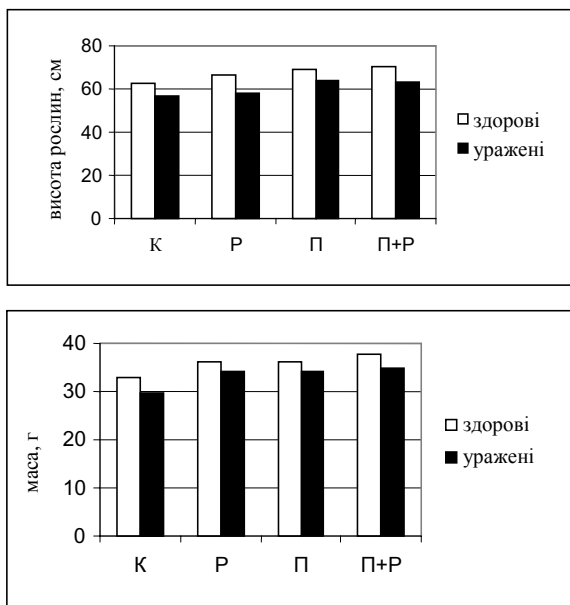 80
60
40
20
0
висота рослин, см
К Р П П+Р
здорові
уражені
40
30
20
10
0
маса, г
К Р П П+Р
здорові
уражені